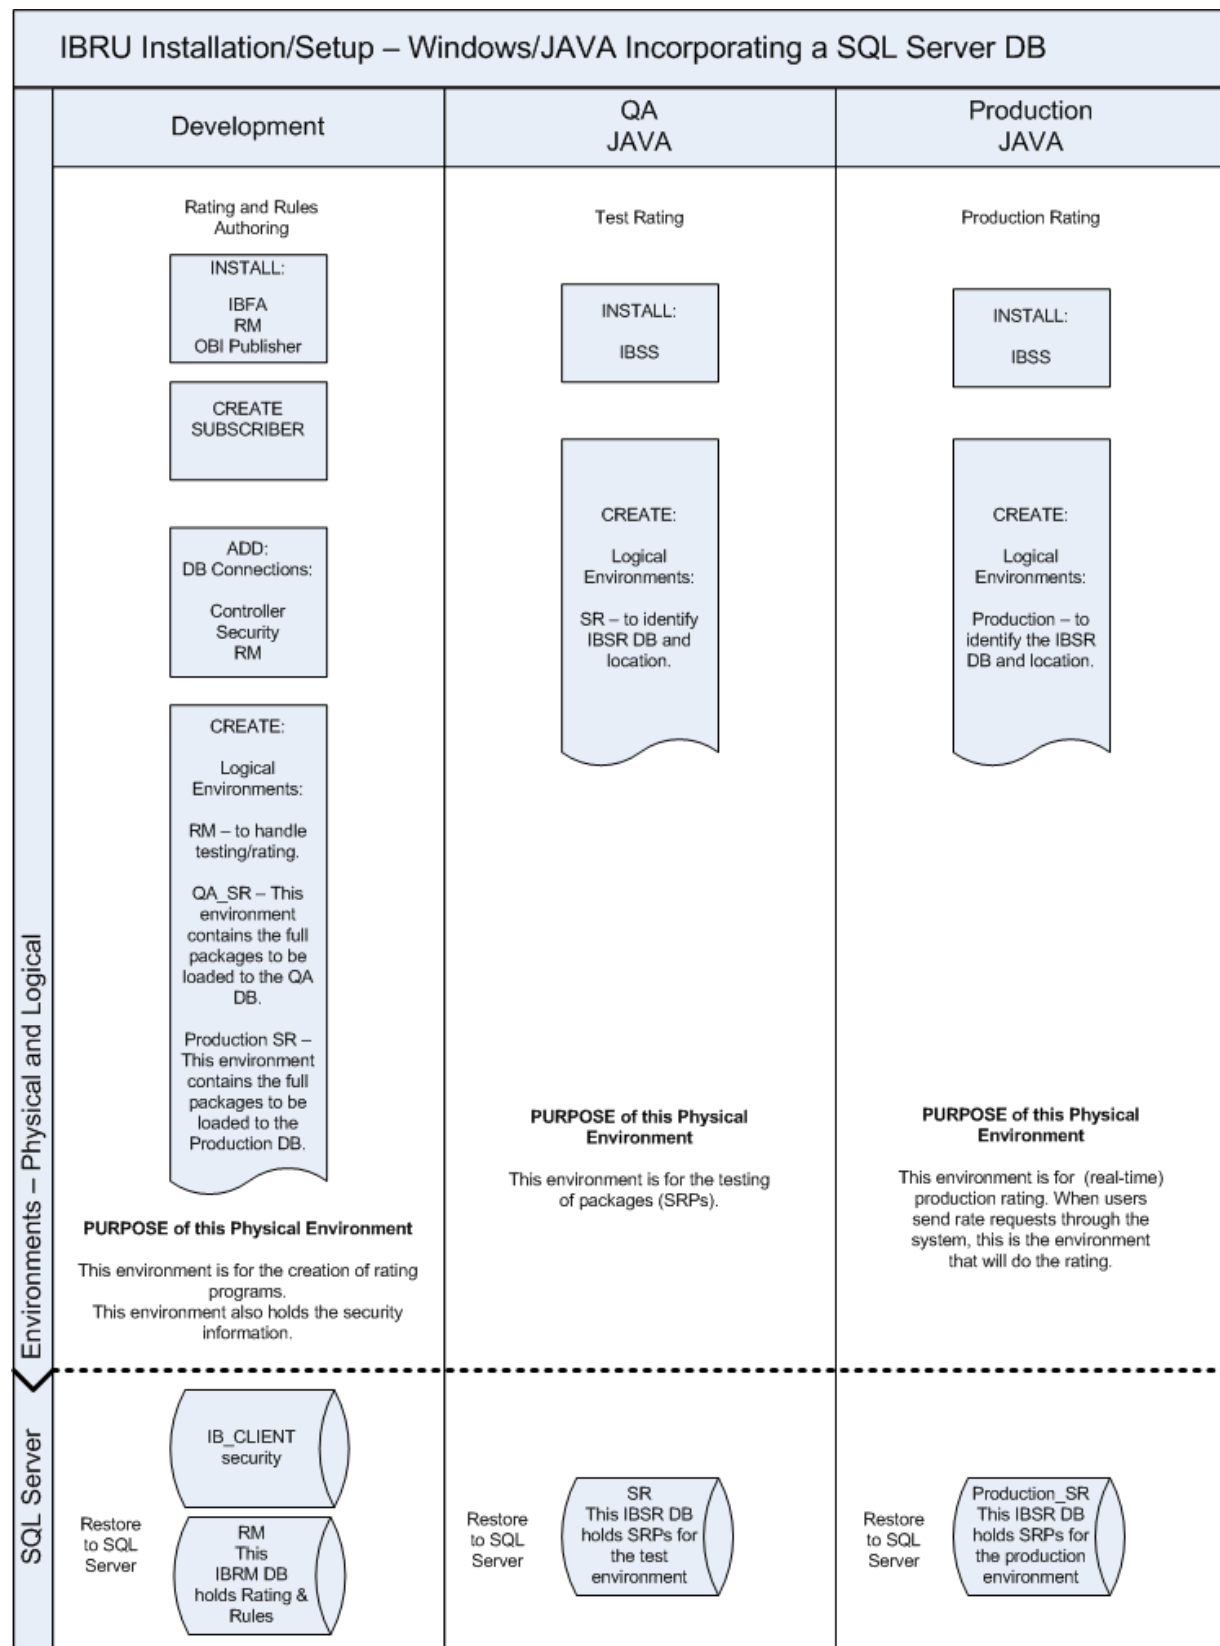 IBRU Installation/Setup – Windows/JAVA Incorporating a SQL Server DB
Environments – Physical and Logical
Development
Rating and Rules
Authoring
INSTALL:
IBFA
RM
OBI Publisher
CREATE
SUBSCRIBER
ADD:
DB Connections:
Controller
Security
RM
CREATE:
Logical
Environments:
RM – to handle
testing/rating.
QA_SR – This
environment
contains the full
packages to be
loaded to the QA
DB.
Production SR –
This environment
contains the full
packages to be
loaded to the
Production DB.
PURPOSE of this Physical Environment
This environment is for the creation of rating
programs.
This environment also holds the security
information.
QA
JAVA
Test Rating
INSTALL:
IBSS
CREATE:
Logical
Environments:
SR – to identify
IBSR DB and
location.
PURPOSE of this Physical
Environment
This environment is for the testing
of packages (SRPs).
Production
JAVA
Production Rating
INSTALL:
IBSS
CREATE:
Logical
Environments:
Production – to
identify the IBSR
DB and location.
PURPOSE of this Physical
Environment
This environment is for  (real-time)
production rating. When users
send rate requests through the
system, this is the environment
that will do the rating.
SQL Server
Restore
to SQL
Server
IB_CLIENT
security
RM
This
IBRM DB
holds Rating &
Rules
Restore
to SQL
Server
SR
This IBSR DB
holds SRPs for
the test
environment
Restore
to SQL
Server
Production_SR
This IBSR DB
holds SRPs for
the production
environment